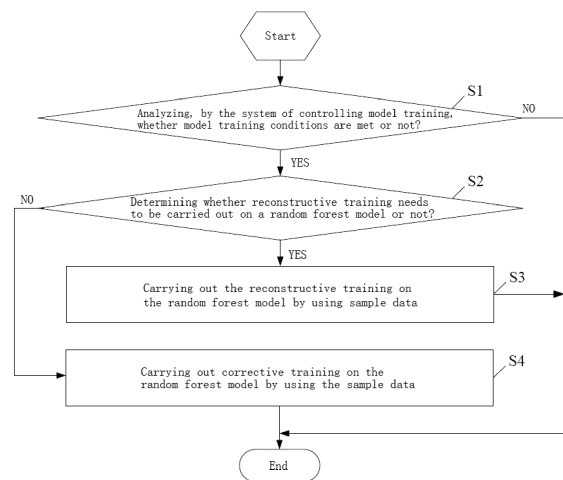 Start
S1
Analyzing, by the system of controlling model training,
whether model training conditions are met or not?
NO
YES
S2
NO
Determining whether reconstructive training needs
to be carried out on a random forest model or not?
YES
S3
Carrying out the reconstructive training on
the random forest model by using sample data
S4
Carrying out corrective training on the
random forest model by using the sample data
End